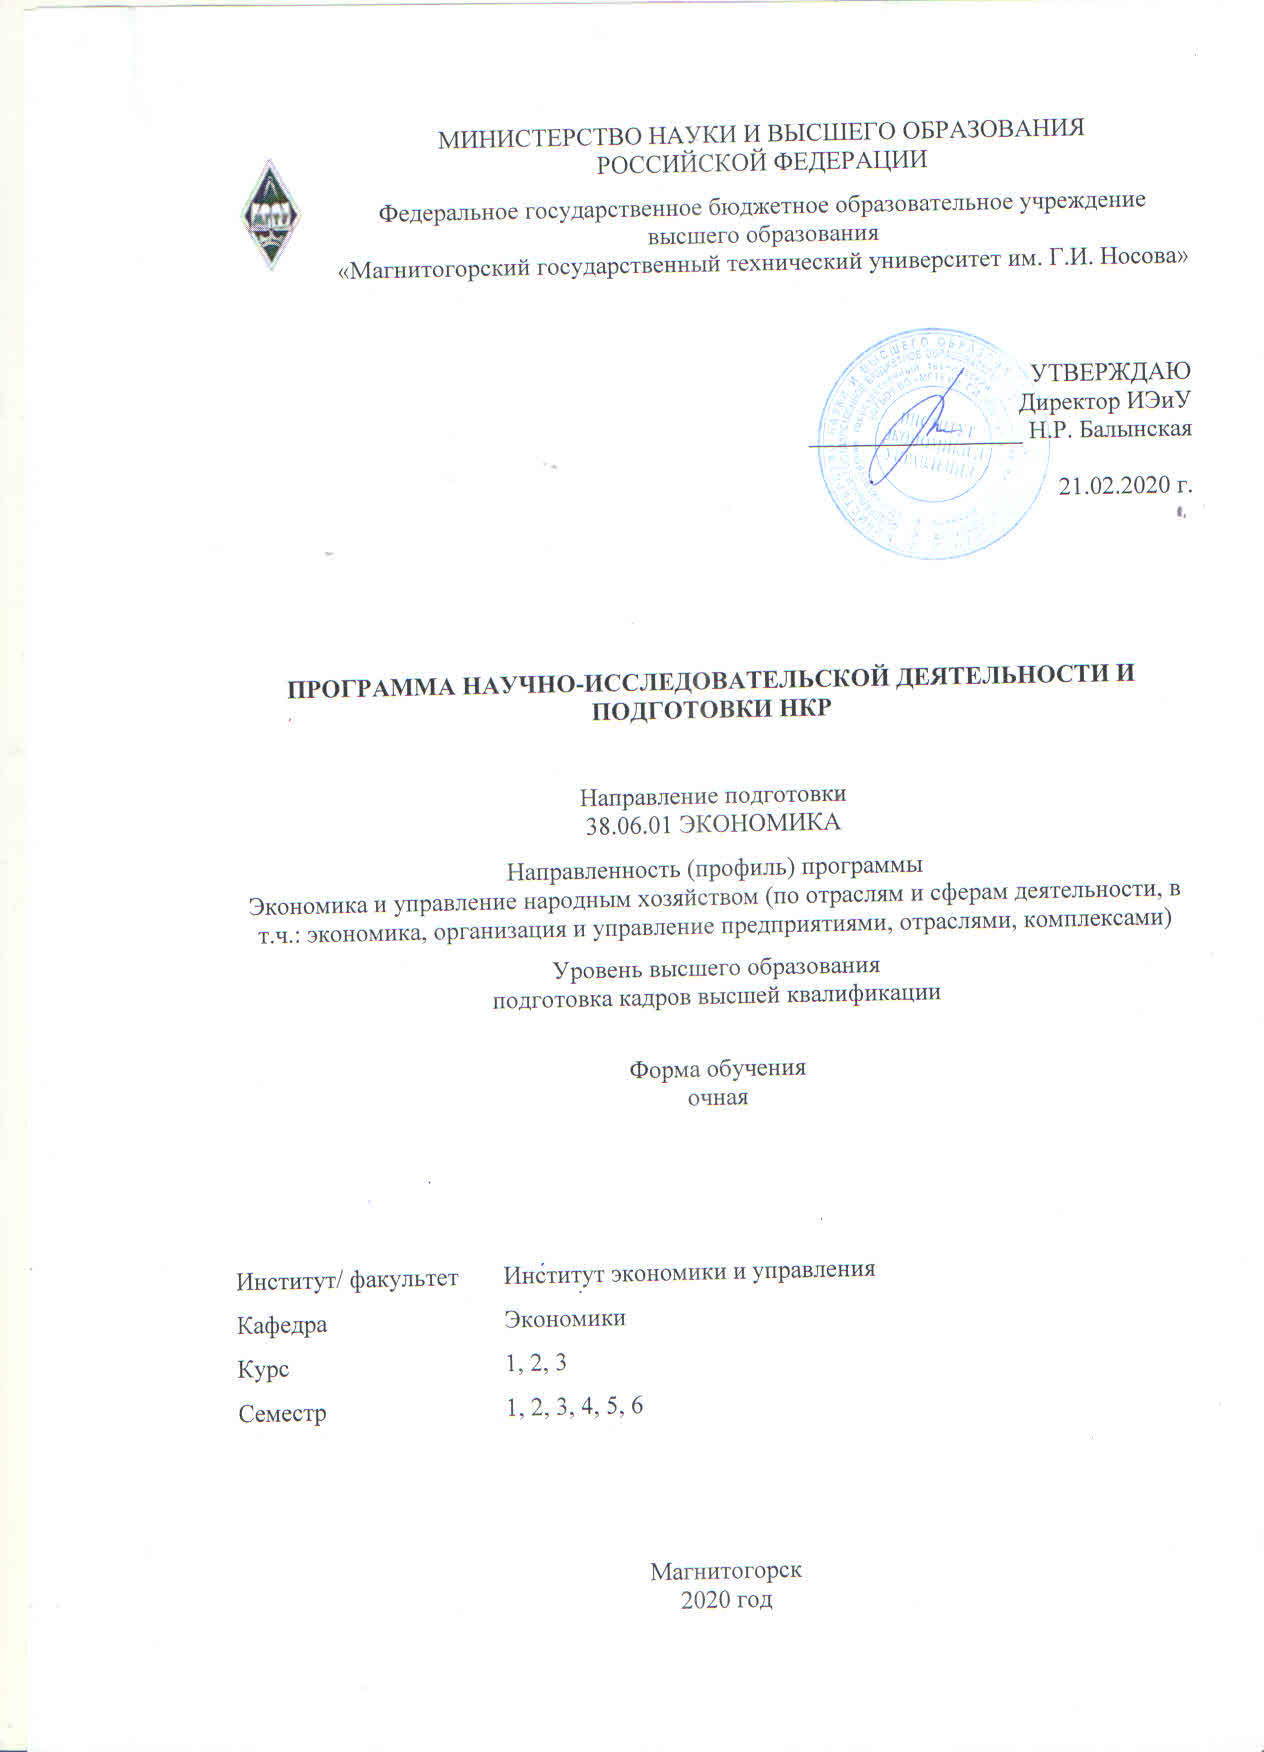 МИНИСТЕРСТВО НАУКИ И ВЫСШЕГО ОБРАЗОВАНИЯ
РОССИЙСКОЙ ФЕДЕРАЦИИ
Федеральное государственное бюджетное образовательное учреждение
высшего образования
«Магнитогорский государственный технический университет им. Г.И. Носова»
МГТУ
УТВЕРЖДАЮ
Директор ИЭиУ
Н.Р. Балынская
21.02.2020 г.
ИНСТИТУТ
ЭКОНОМИКИ И
УПРАВЛЕНИЯ
ПРОГРАММА НАУЧНО-ИССЛЕДОВАТЕЛЬСКОЙ ДЕЯТЕЛЬНОСТИ И
ПОДГОТОВКИ НКР
Направление подготовки
38.06.01 ЭКОНОМИКА
Направленность (профиль) программы
Экономика и управление народным хозяйством (по отраслям и сферам деятельности, в
т.ч.: экономика, организация и управление предприятиями, отраслями, комплексами)
Уровень высшего образования
подготовка кадров высшей квалификации
Форма обучения
очная
Институт/ факультет Институт экономики и управления
Кафедра Экономики
Курс 1, 2, 3
Семестр 1, 2, 3, 4, 5, 6
Магнитогорск
2020 год